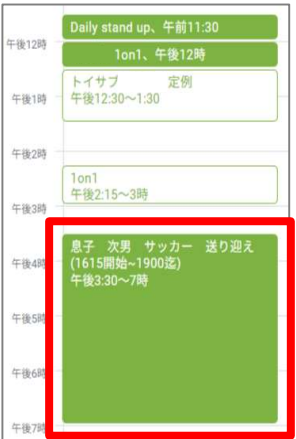 Daily stand up、午前11:30
午後12時
1on1、午後12時
トイサブ 定例
午後12:30～1:30
午後1時
午後2時
1on1
午後2:15～3時
午後3時
息子 次男 サッカー 送り迎え
(1615開始~1900迄)
午後3:30～7時
午後4時
午後5時
午後6時
午後7時